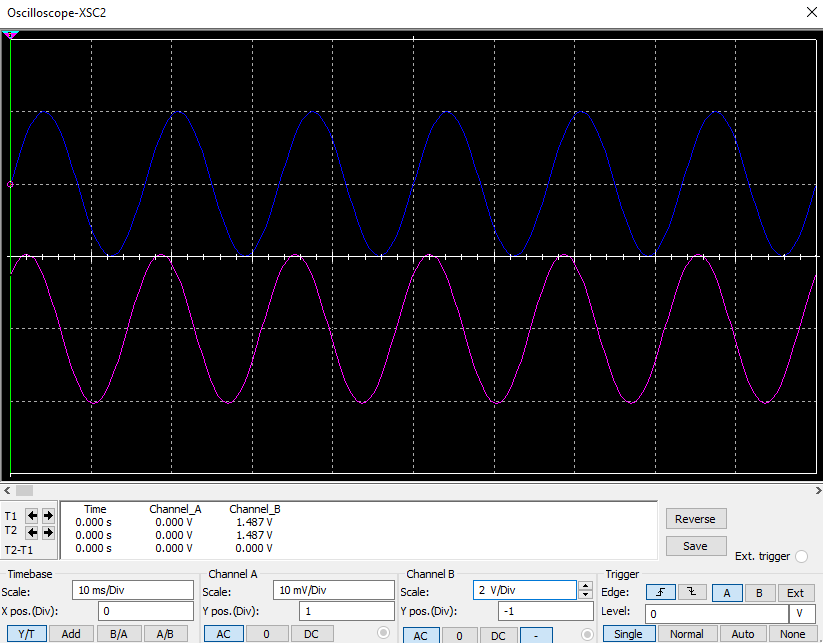 Oscilloscope-XSC2
Time Channel_A Channel_B
T1 0.000 s 0.000 V 1.487 V
T2 0.000 s 0.000 V 1.487 V
T2-T1 0.000 s 0.000 V 0.000 V
Reverse
Save
Ext. trigger
Timebase
Scale: 10 ms/Div
X pos.(Div): 0
Y/T Add B/A A/B
Channel A
Scale: 10 mV/Div
Y pos.(Div): 1
AC 0 DC
Channel B
Scale: 2 V/Div
Y pos.(Div): -1
AC 0 DC -
Trigger
Edge: A B Ext
Level: 0 V
Single Normal Auto None